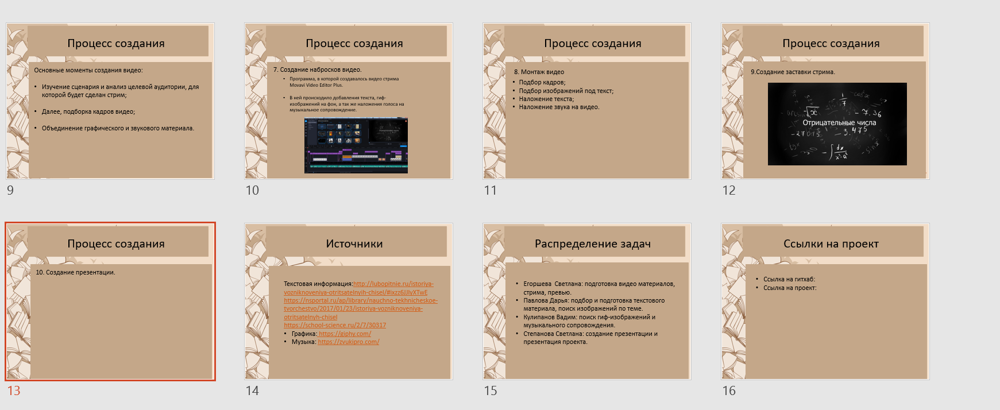 Процесс создания
Основные моменты создания видео:
• Изучение сценария и анализ целевой аудитории, для
которой будет сделан стрим;
• Далее, подборка кадров видео;
• Объединение графического и звукового материала.
9
Процесс создания
7. Создание набросков видео.
• Программа, в которой создавалось видео стрима
Movavi Video Editor Plus.
• В ней происходило добавления текста, гиф-
изображений на фон, а так же наложения голоса на
музыкальное сопровождение.
10
Процесс создания
8. Монтаж видео
• Подбор кадров;
• Подбор изображений под текст;
• Наложение текста;
• Наложение звука на видео.
11
Процесс создания
9.Создание заставки стрима.
Отрицательные числа
12
Процесс создания
10. Создание презентации.
13
Источники
Текстовая информация:http://lubopitnie.ru/istoriya-
vozniknoveniya-otritsatelnyih-chisel/#ixzz6JJlyXTwE
https://nsportal.ru/ap/library/nauchno-tekhnicheskoe-
tvorchestvo/2017/01/23/istoriya-vozniknoveniya-
otritsatelnyh-chisel
https://school-science.ru/2/7/30317
• Графика: https://giphy.com/
• Музыка: https://zvukipro.com/
14
Распределение задач
• Егоршева Светлана: подготовка видео материалов,
стрима, превью.
• Павлова Дарья: подбор и подготовка текстового
материала, поиск изображений по теме.
• Кулипанов Вадим: поиск гиф-изображений и
музыкального сопровождения.
• Степанова Светлана: создание презентации и
презентация проекта.
15
Ссылки на проект
• Ссылка на гитхаб:
• Ссылка на проект:
16